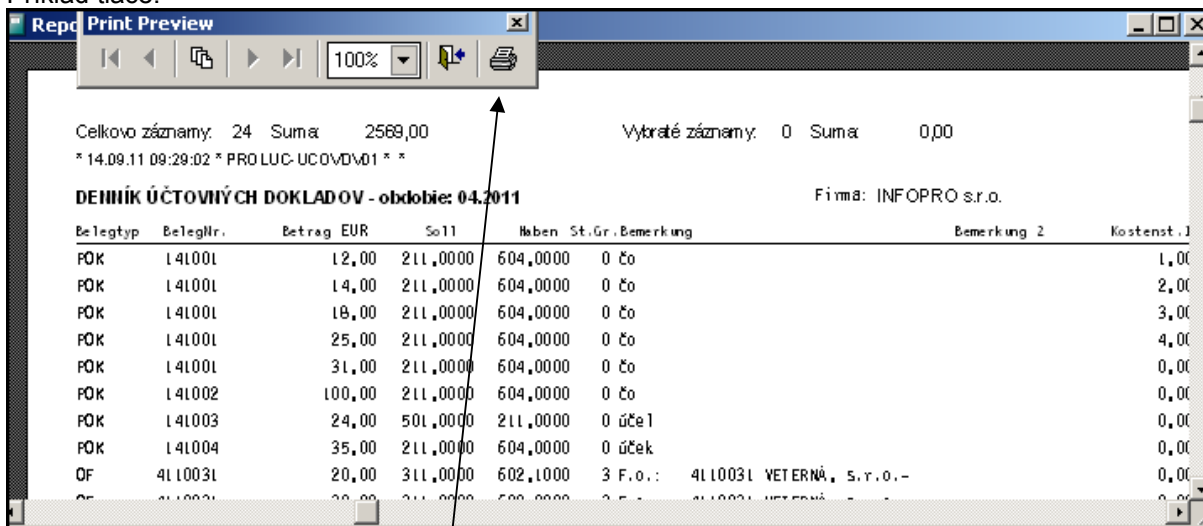 Príklad tlače:
Repo Print Preview
100%
Celkovo záznamy: 24 Suma: 2569,00 Vybraté záznamy: 0 Suma: 0,00
* 14.09.11 09:29:02 * PROLUC-UCOVDV01 * *
DENNÍK ÚČTOVNÝCH DOKLADOV - obdobie: 04.2011 Firma: INFOPRO s.r.o.
Belegtyp BelegNr. Betrag EUR Soll Haben St.Gr. Bemerkung Bemerkung 2 Kostenst.1
POK 141001 12,00 211,0000 604,0000 0 čo 1,00
POK 141001 14,00 211,0000 604,0000 0 čo 2,00
POK 141001 18,00 211,0000 604,0000 0 čo 3,00
POK 141001 25,00 211,0000 604,0000 0 čo 4,00
POK 141001 31,00 211,0000 604,0000 0 čo 0,00
POK 141002 100,00 211,0000 604,0000 0 čo 0,00
POK 141003 24,00 501,0000 211,0000 0 účel 0,00
POK 141004 35,00 211,0000 604,0000 0 úček 0,00
OF 4110031 20,00 311,0000 602,1000 3 F.o.: 4110031 VETERNÁ, s.r.o.-  0,00